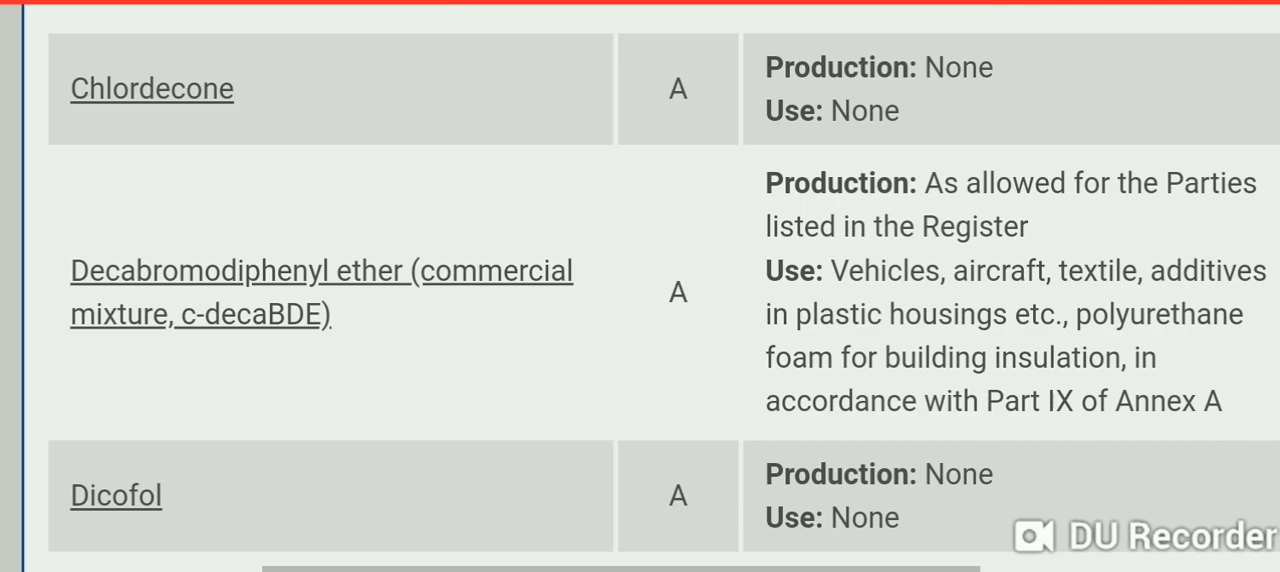 Chlordecone
A
Production: None
Use: None
Decabromodiphenyl ether (commercial
mixture, c-decaBDE)
A
Production: As allowed for the Parties
listed in the Register
Use: Vehicles, aircraft, textile, additives
in plastic housings etc., polyurethane
foam for building insulation, in
accordance with Part IX of Annex A
Dicofol
A
Production: None
Use: None
DU Recorder